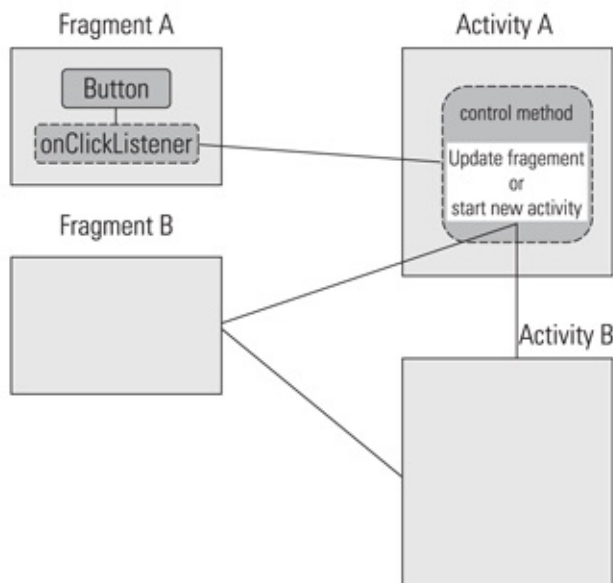 Fragment A
Activity A
Button
onClickListener
control method
Update fragement
or
start new activity
Fragment B
Activity B